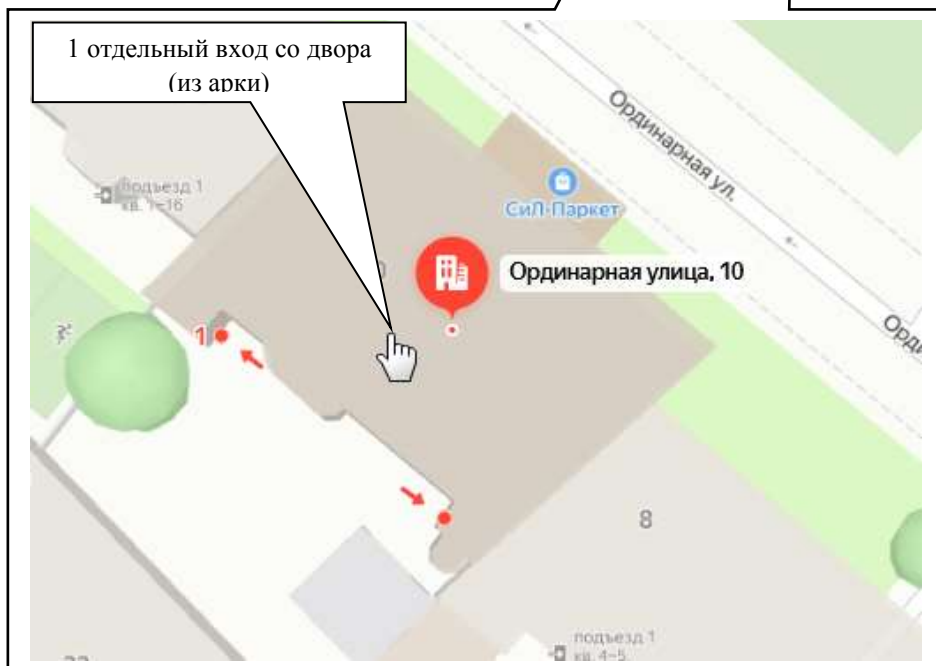 1 отдельный вход со двора
(из арки)
Ординарная ул.
подъезд 1
кв. 1-16
СиЛ-Паркет
Ординарная улица, 10
1
8
подъезд 1
кв. 4-5